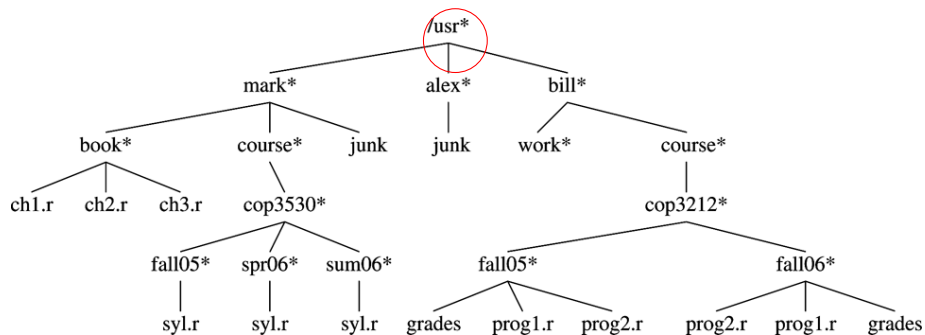 /usr*
mark* alex* bill*
book* course* junk junk work* course*
ch1.r ch2.r ch3.r cop3530* cop3212*
fall05* spr06* sum06* fall05* fall06*
syl.r syl.r syl.r grades prog1.r prog2.r prog2.r prog1.r grades